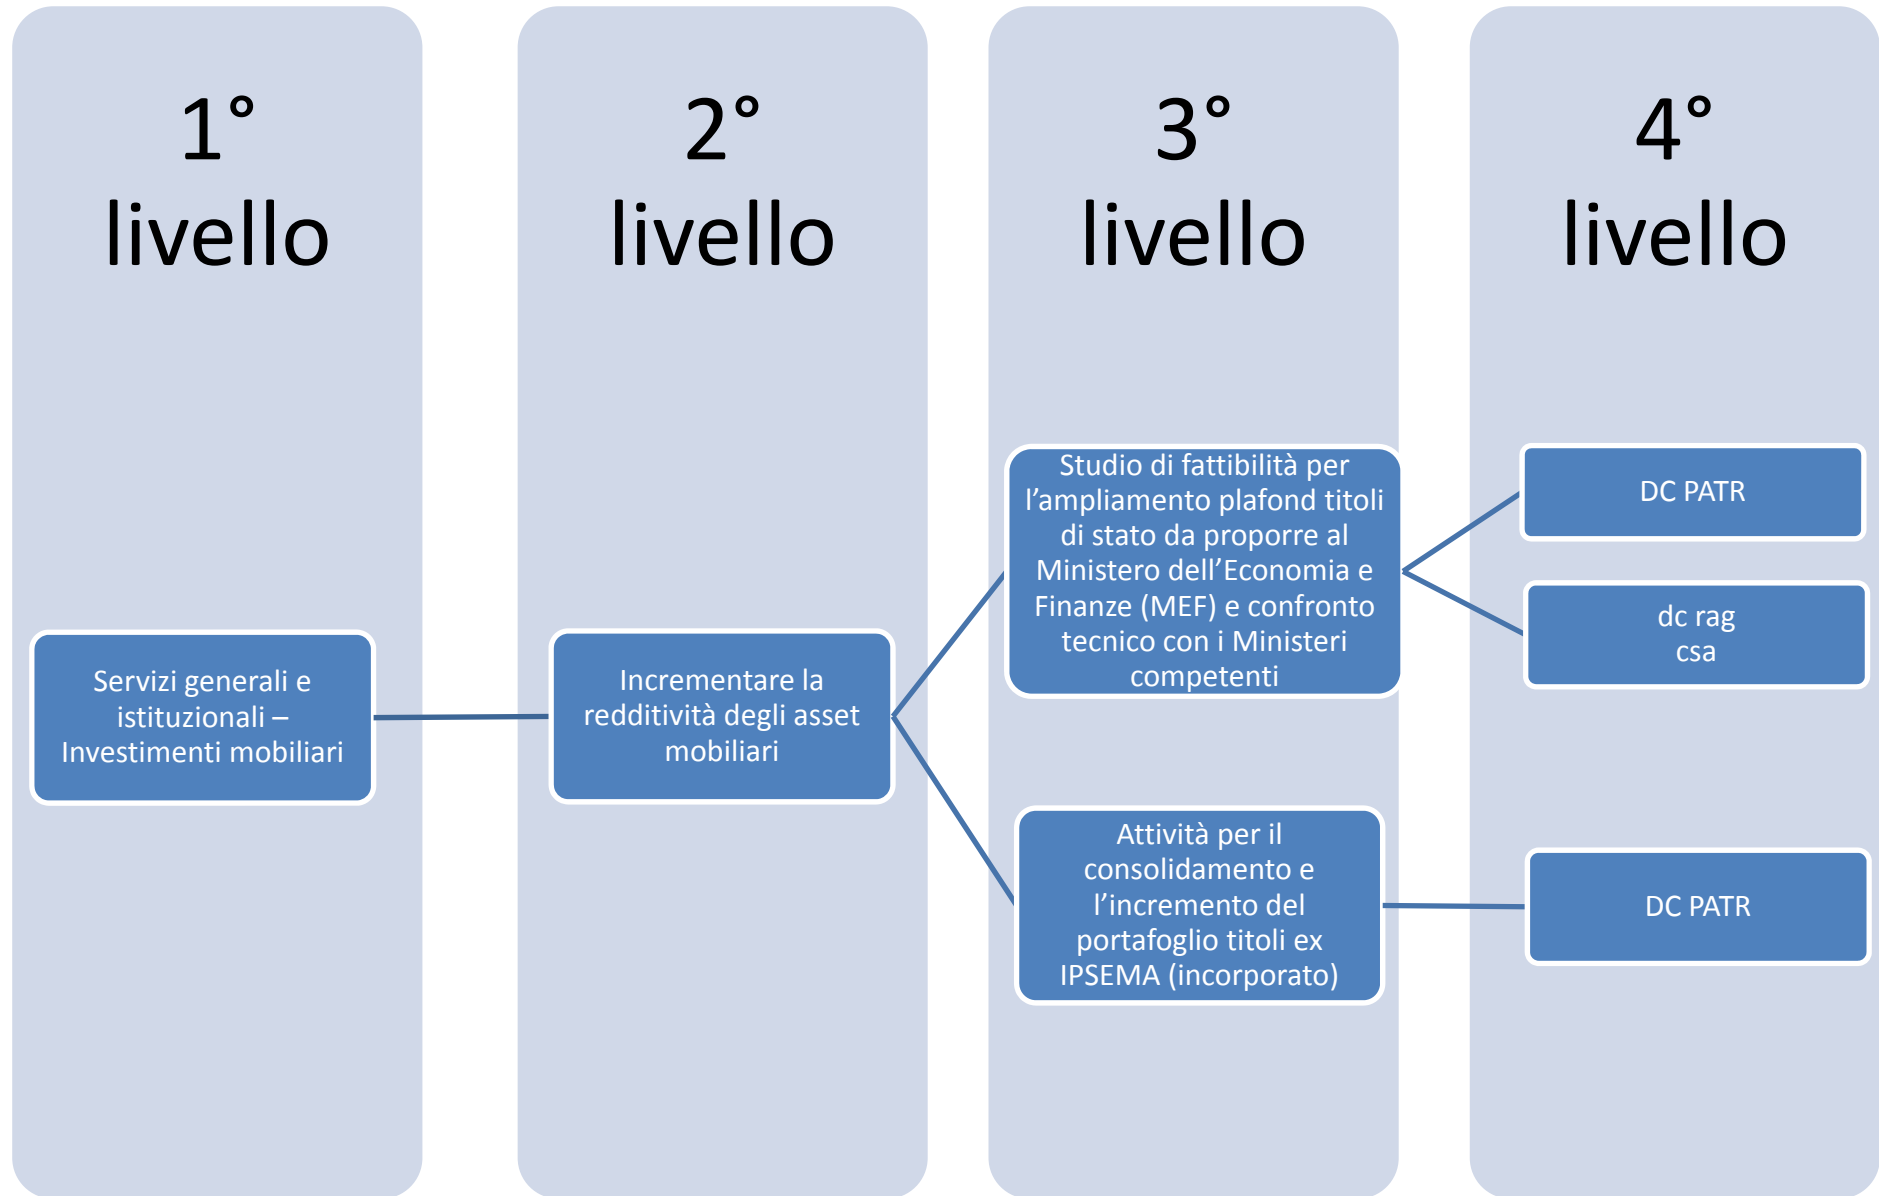 1°
livello
2°
livello
3°
livello
4°
livello
Servizi generali e
istituzionali –
Investimenti mobiliari
Incrementare la
redditività degli asset
mobiliari
Studio di fattibilità per
l’ampliamento plafond titoli
di stato da proporre al
Ministero dell’Economia e
Finanze (MEF) e confronto
tecnico con i Ministeri
competenti
DC PATR
dc rag
csa
Attività per il
consolidamento e
l’incremento del
portafoglio titoli ex
IPSEMA (incorporato)
DC PATR